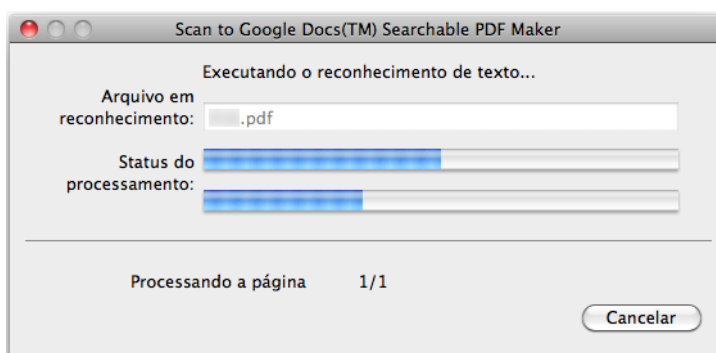 Scan to Google Docs(TM) Searchable PDF Maker
Executando o reconhecimento de texto...
Arquivo em
reconhecimento:
.pdf
Status do
processamento:
Processando a página 1/1
Cancelar